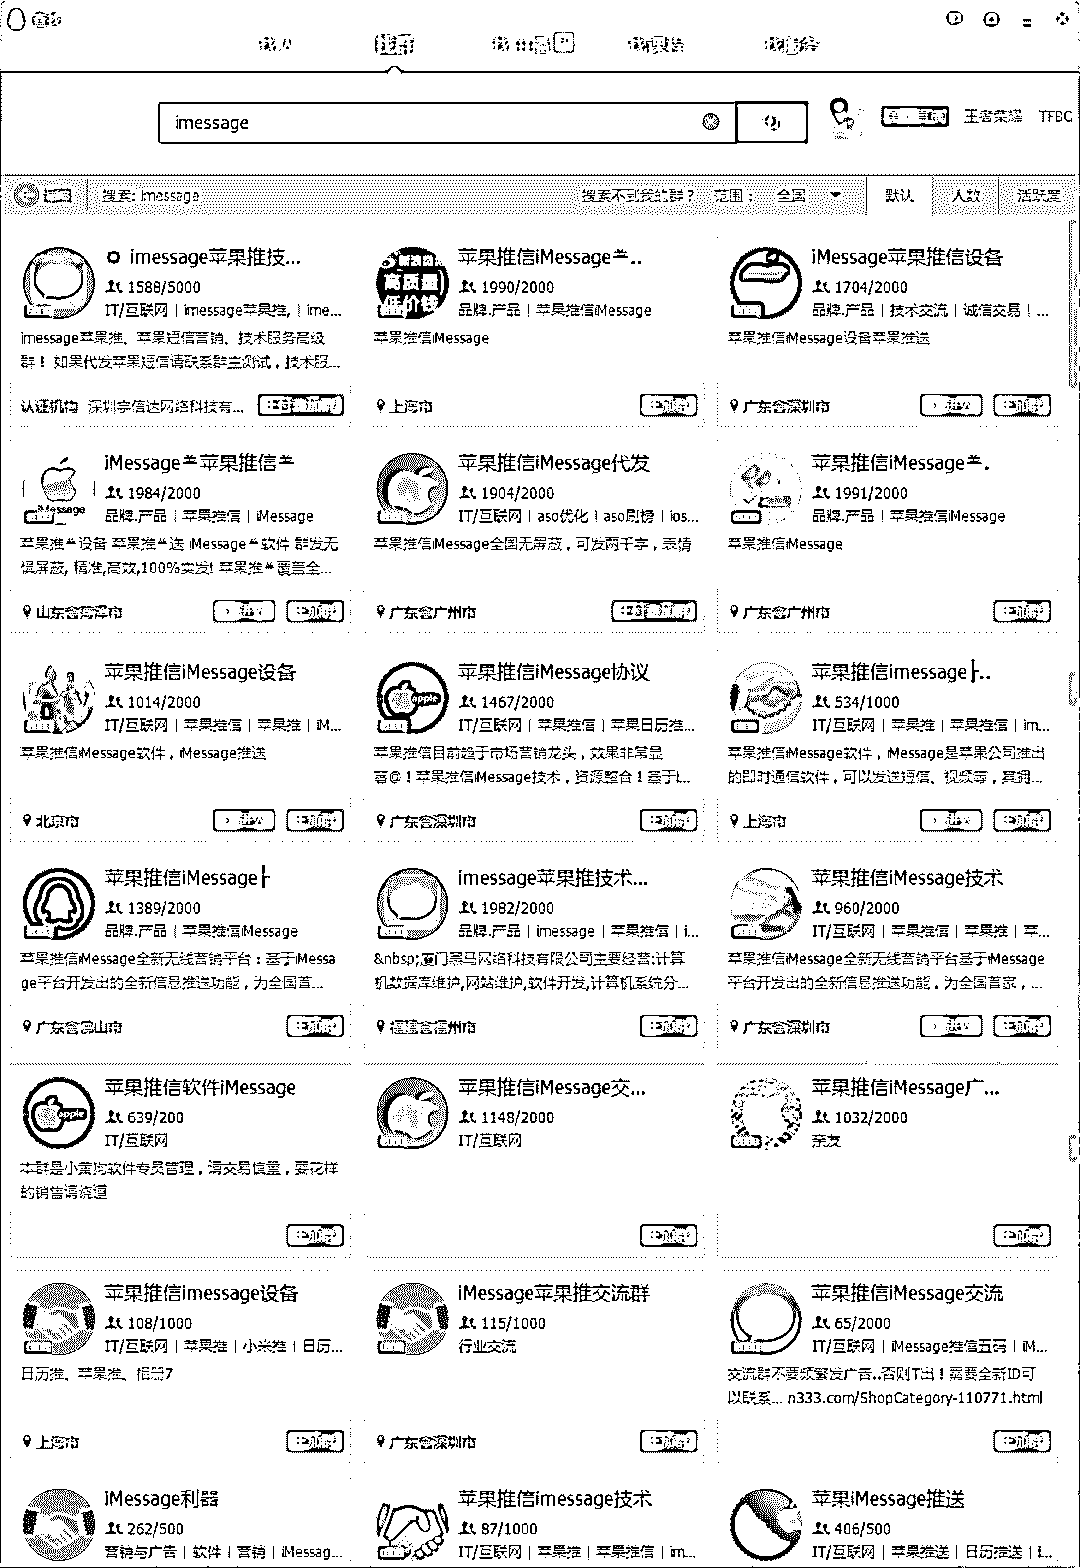 查找
找人
找群
找课程
imessage
王者荣耀 TFBC
搜索: imessage
搜索不到我的群? 范围: 全国
默认 人数 活跃度
imessage苹果推技...
1588/5000
IT/互联网 | imessage苹果推, | ime...
imessage苹果推、苹果短信营销、技术服务高级
群! 如果代发苹果短信请联系群主测试,技术服...
认证机构 深圳宗信达网络科技有...
高质量
低价钱
苹果推信iMessage..
1990/2000
品牌.产品 | 苹果推信iMessage
苹果推信iMessage
上海市
+加群
iMessage苹果推信设备
1704/2000
品牌.产品 | 技术交流 | 诚信交易 | ...
苹果推信iMessage设备苹果推送
广东省深圳市
+加群
iMessage
iMessage 苹果推信
1984/2000
品牌.产品 | 苹果推信 | iMessage
苹果推 设备 苹果推 送 iMessage 软件 群发无
惧屏蔽, 精准,高效,100%实发! 苹果推 覆盖全...
山东省菏泽市
+加群
苹果推信iMessage代发
1904/2000
IT/互联网 | aso优化 | aso刷榜 | ios...
苹果推信iMessage全国无屏蔽,可发两千字,表情
广东省广州市
苹果推信iMessage .
1991/2000
品牌.产品 | 苹果推信iMessage
苹果推信iMessage
广东省广州市
+加群
苹果推信iMessage设备
1014/2000
IT/互联网 | 苹果推信 | 苹果推 | iM...
苹果推信iMessage软件,iMessage推送
北京市
+加群
apple
苹果推信iMessage协议
1467/2000
IT/互联网 | 苹果推信 | 苹果日历推...
苹果推信目前趋于市场营销龙头,效果非常显
著@!苹果推信iMessage技术,资源整合!基于i...
广东省深圳市
+加群
苹果推信imessage..
534/1000
IT/互联网 | 苹果推 | 苹果推信 | im...
苹果推信iMessage软件,iMessage是苹果公司推出
的即时通信软件,可以发送短信、视频等,其拥...
上海市
+加群
苹果推信iMessage
1389/2000
品牌.产品 | 苹果推信iMessage
苹果推信iMessage全新无线营销平台:基于iMessa
ge平台开发出的全新信息推送功能,为全国首...
广东省佛山市
+加群
imessage苹果推技术...
1982/2000
品牌.产品 | imessage | 苹果推信 | i...
&nbsp;厦门景马网络科技有限公司主要经营:计算
机数据库维护,网站维护,软件开发,计算机系统分...
福建省福州市
+加群
苹果推信iMessage技术
960/2000
IT/互联网 | 苹果推信 | 苹果推 | 苹...
苹果推信iMessage全新无线营销平台基于iMessage
平台开发出的全新信息推送功能,为全国首家,...
广东省深圳市
+加群
apple
苹果推信软件iMessage
639/200
IT/互联网
本群是小黄狗软件专员管理,请交易慎重,耍花样
的销售请绕道
+加群
苹果推信iMessage交...
1148/2000
IT/互联网
+加群
苹果推信iMessage广...
1032/2000
亲友
+加群
苹果推信imessage设备
108/1000
IT/互联网 | 苹果推 | 小米推 | 日历...
日历推、苹果推、相册7
上海市
+加群
iMessage苹果推交流群
115/1000
行业交流
广东省深圳市
+加群
苹果推信iMessage交流
65/2000
IT/互联网 | iMessage推信五码 | iM...
交流群不要频繁发广告..否则T出!需要全新ID可
以联系... n333.com/ShopCategory-110771.html
+加群
iMessage利器
262/500
营销与广告 | 软件 | 营销 | iMessag...
苹果推信imessage技术
87/1000
IT/互联网 | 苹果推 | 苹果推信 | im...
苹果iMessage推送
406/500
IT/互联网 | 苹果推送 | 日历推送 | i...